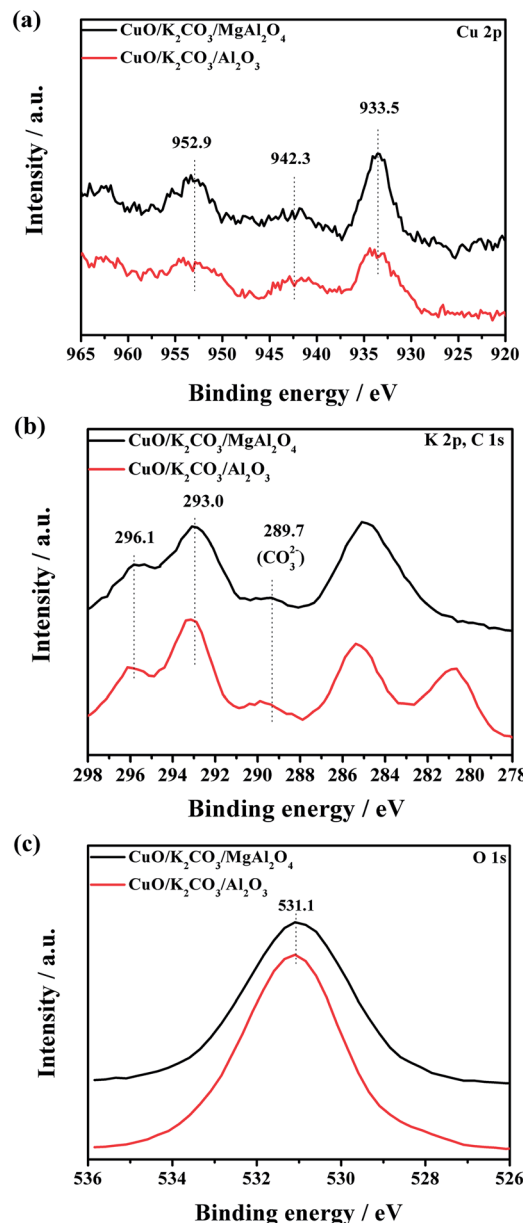 (a)
CuO/K₂CO₃/MgAl₂O₄
Cu 2p
CuO/K₂CO₃/Al₂O₃
933.5
952.9
942.3
Intensity / a.u.
965 960 955 950 945 940 935 930 925 920
Binding energy / eV
(b)
CuO/K₂CO₃/MgAl₂O₄
K 2p, C 1s
CuO/K₂CO₃/Al₂O₃
293.0
296.1
289.7
(CO₃²⁻)
Intensity / a.u.
298 296 294 292 290 288 286 284 282 280 278
Binding energy / eV
(c)
CuO/K₂CO₃/MgAl₂O₄
O 1s
CuO/K₂CO₃/Al₂O₃
531.1
Intensity / a.u.
536 534 532 530 528 526
Binding energy / eV